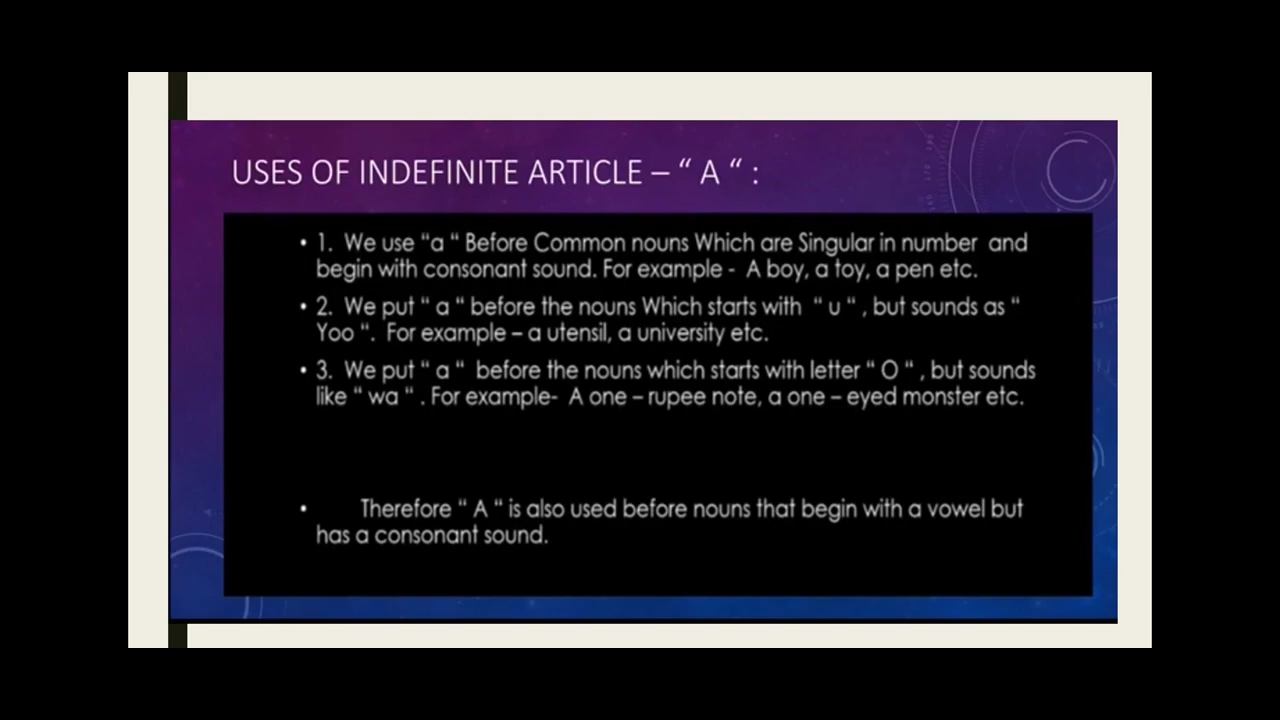 USES OF INDEFINITE ARTICLE – “ A “ :
• 1. We use “a “ Before Common nouns Which are Singular in number and
begin with consonant sound. For example - A boy, a toy, a pen etc.
• 2. We put “ a “ before the nouns Which starts with “ u “ , but sounds as “
Yoo “. For example – a utensil, a university etc.
• 3. We put “ a “ before the nouns which starts with letter “ O “ , but sounds
like “ wa “ . For example- A one – rupee note, a one – eyed monster etc.
• Therefore “ A “ is also used before nouns that begin with a vowel but
has a consonant sound.